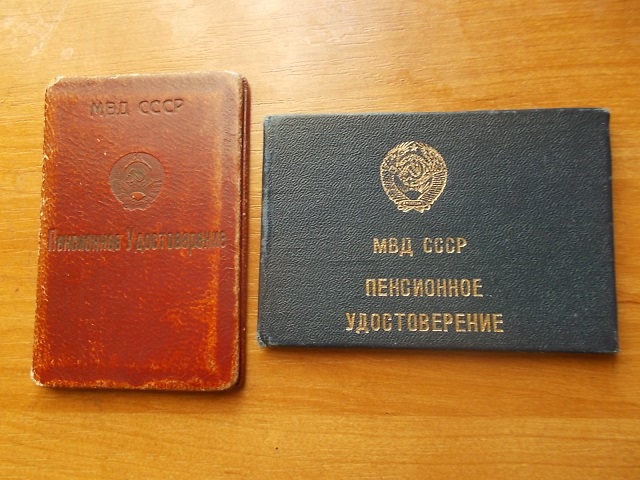 МВД СССР
Пенсионное Удостоверение
МВД СССР
ПЕНСИОННОЕ
УДОСТОВЕРЕНИЕ